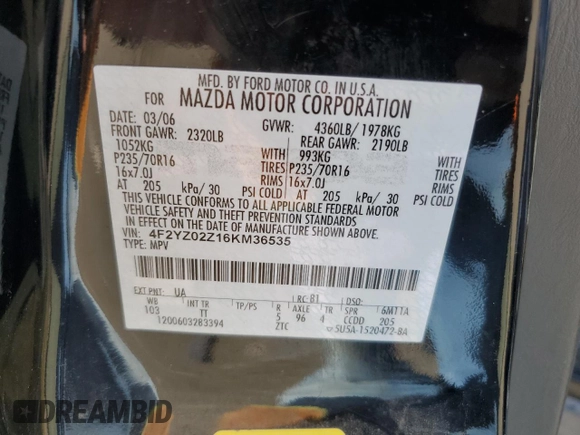 MFD. BY FORD MOTOR CO. IN U.S.A.
FOR MAZDA MOTOR CORPORATION
DATE: 03/06 GVWR: 4360LB/ 1978KG
FRONT GAWR: 2320LB REAR GAWR: 2190LB
1052KG WITH 993KG WITH
P235/70R16 TIRES P235/70R16 TIRES
16x7.0J RIMS 16x7.0J RIMS
AT 205 kPa/ 30 PSI COLD AT 205 kPa/ 30 PSI COLD
THIS VEHICLE CONFORMS TO ALL APPLICABLE FEDERAL MOTOR
VEHICLE SAFETY AND THEFT PREVENTION STANDARDS
IN EFFECT ON THE DATE OF MANUFACTURE SHOWN ABOVE.
VIN: 4F2YZ02Z16KM36535
TYPE: MPV
EXT PNT: UA RC: 81 DSO:
WB INT TR TP/PS R AXLE TR SPR 6MTTA
103 TT 5 96 4 CCDD 205
1200603283394 ZTC 5U5A-1520472-BA
DREAMBID